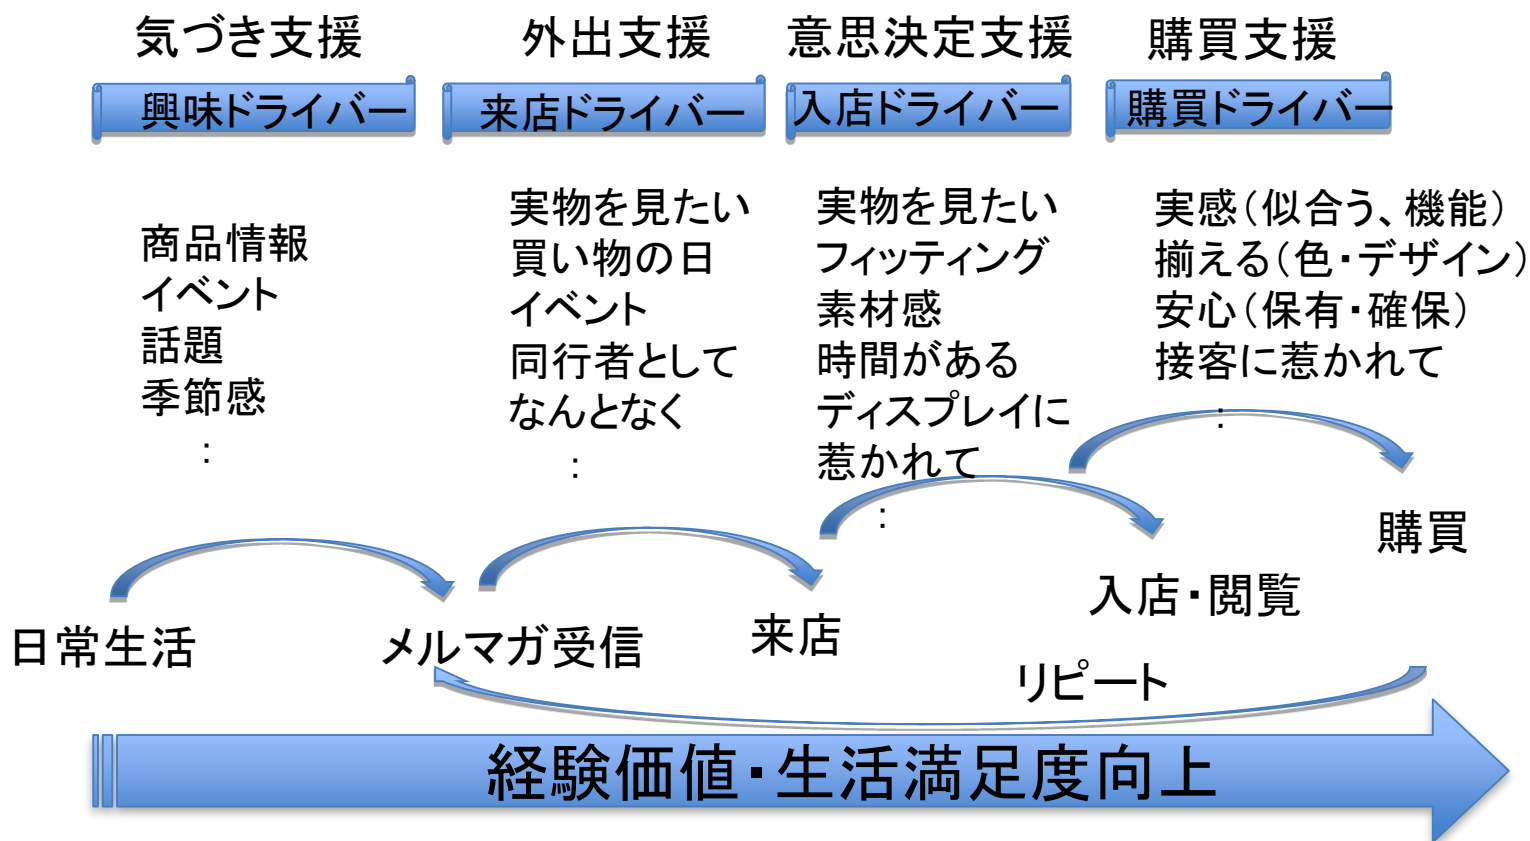 気づき支援
外出支援
意思決定支援
購買支援
興味ドライバー
来店ドライバー
入店ドライバー
購買ドライバー
商品情報
イベント
話題
季節感
:
実物を見たい
買い物の日
イベント
同行者として
なんとなく
:
実物を見たい
フィッティング
素材感
時間がある
ディスプレイに
惹かれて
:
実感(似合う、機能)
揃える(色・デザイン)
安心(保有・確保)
接客に惹かれて
:
日常生活
メルマガ受信
来店
入店・閲覧
購買
リピート
経験価値・生活満足度向上